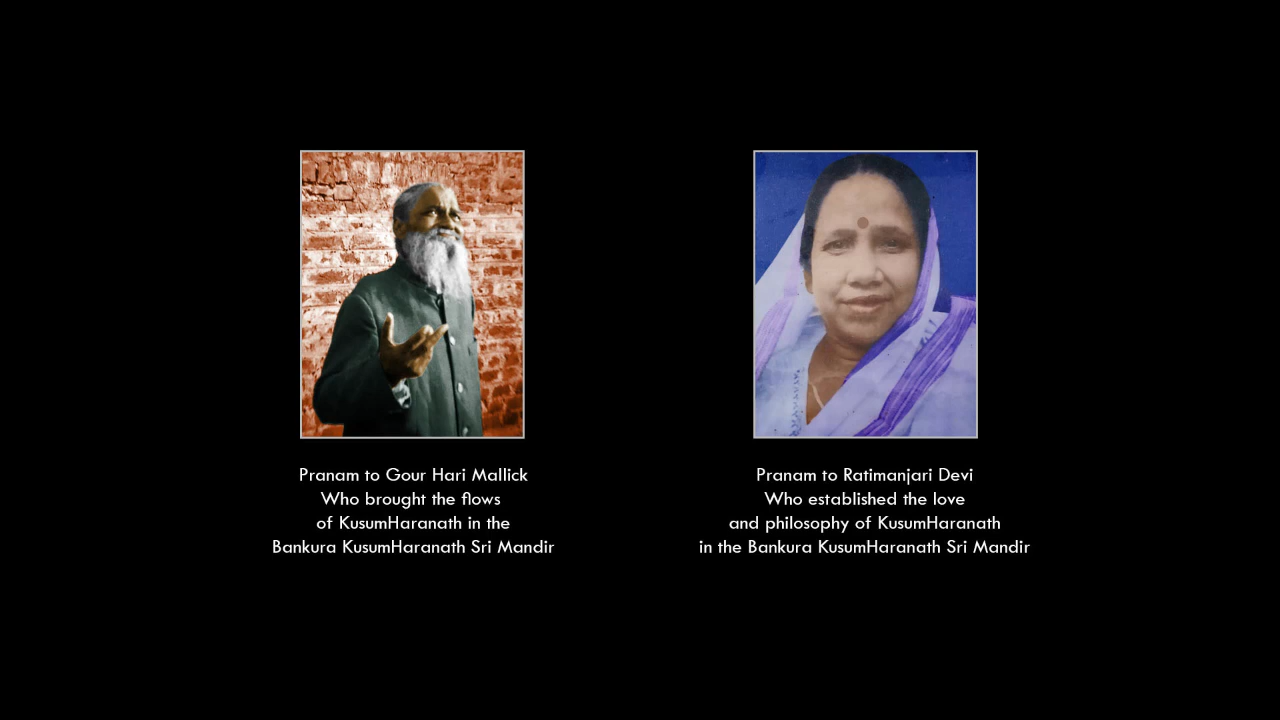 Pranam to Gour Hari Mallick
Who brought the flows
of KusumHaranath in the
Bankura KusumHaranath Sri Mandir
Pranam to Ratimanjari Devi
Who established the love
and philosophy of KusumHaranath
in the Bankura KusumHaranath Sri Mandir